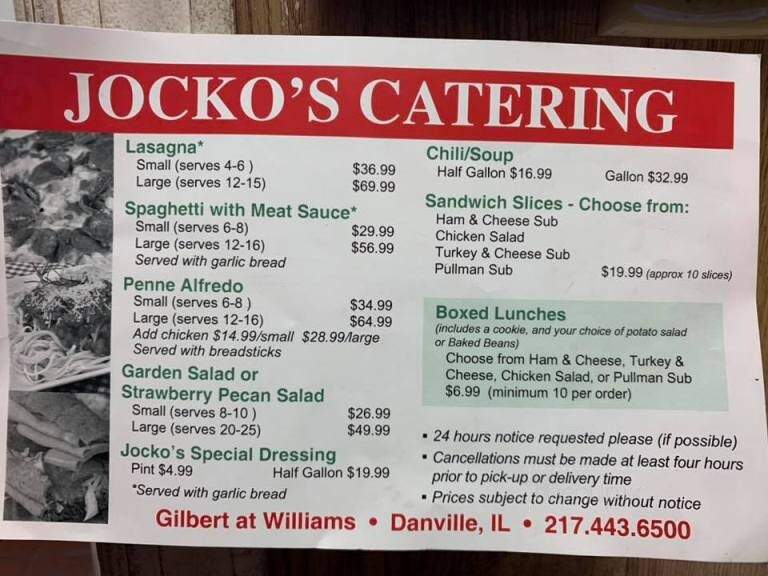 JOCKO'S CATERING
Lasagna*
Small (serves 4-6 ) $36.99
Large (serves 12-15) $69.99
Spaghetti with Meat Sauce*
Small (serves 6-8) $29.99
Large (serves 12-16) $56.99
Served with garlic bread
Penne Alfredo
Small (serves 6-8 ) $34.99
Large (serves 12-16) $64.99
Add chicken $14.99/small $28.99/large
Served with breadsticks
Garden Salad or
Strawberry Pecan Salad
Small (serves 8-10 ) $26.99
Large (serves 20-25) $49.99
Jocko's Special Dressing
Pint $4.99 Half Gallon $19.99
*Served with garlic bread
Chili/Soup
Half Gallon $16.99 Gallon $32.99
Sandwich Slices - Choose from:
Ham & Cheese Sub
Chicken Salad
Turkey & Cheese Sub
Pullman Sub $19.99 (approx 10 slices)
Boxed Lunches
(includes a cookie, and your choice of potato salad
or Baked Beans)
Choose from Ham & Cheese, Turkey &
Cheese, Chicken Salad, or Pullman Sub
$6.99 (minimum 10 per order)
▪ 24 hours notice requested please (if possible)
▪ Cancellations must be made at least four hours
prior to pick-up or delivery time
▪ Prices subject to change without notice
Gilbert at Williams • Danville, IL • 217.443.6500